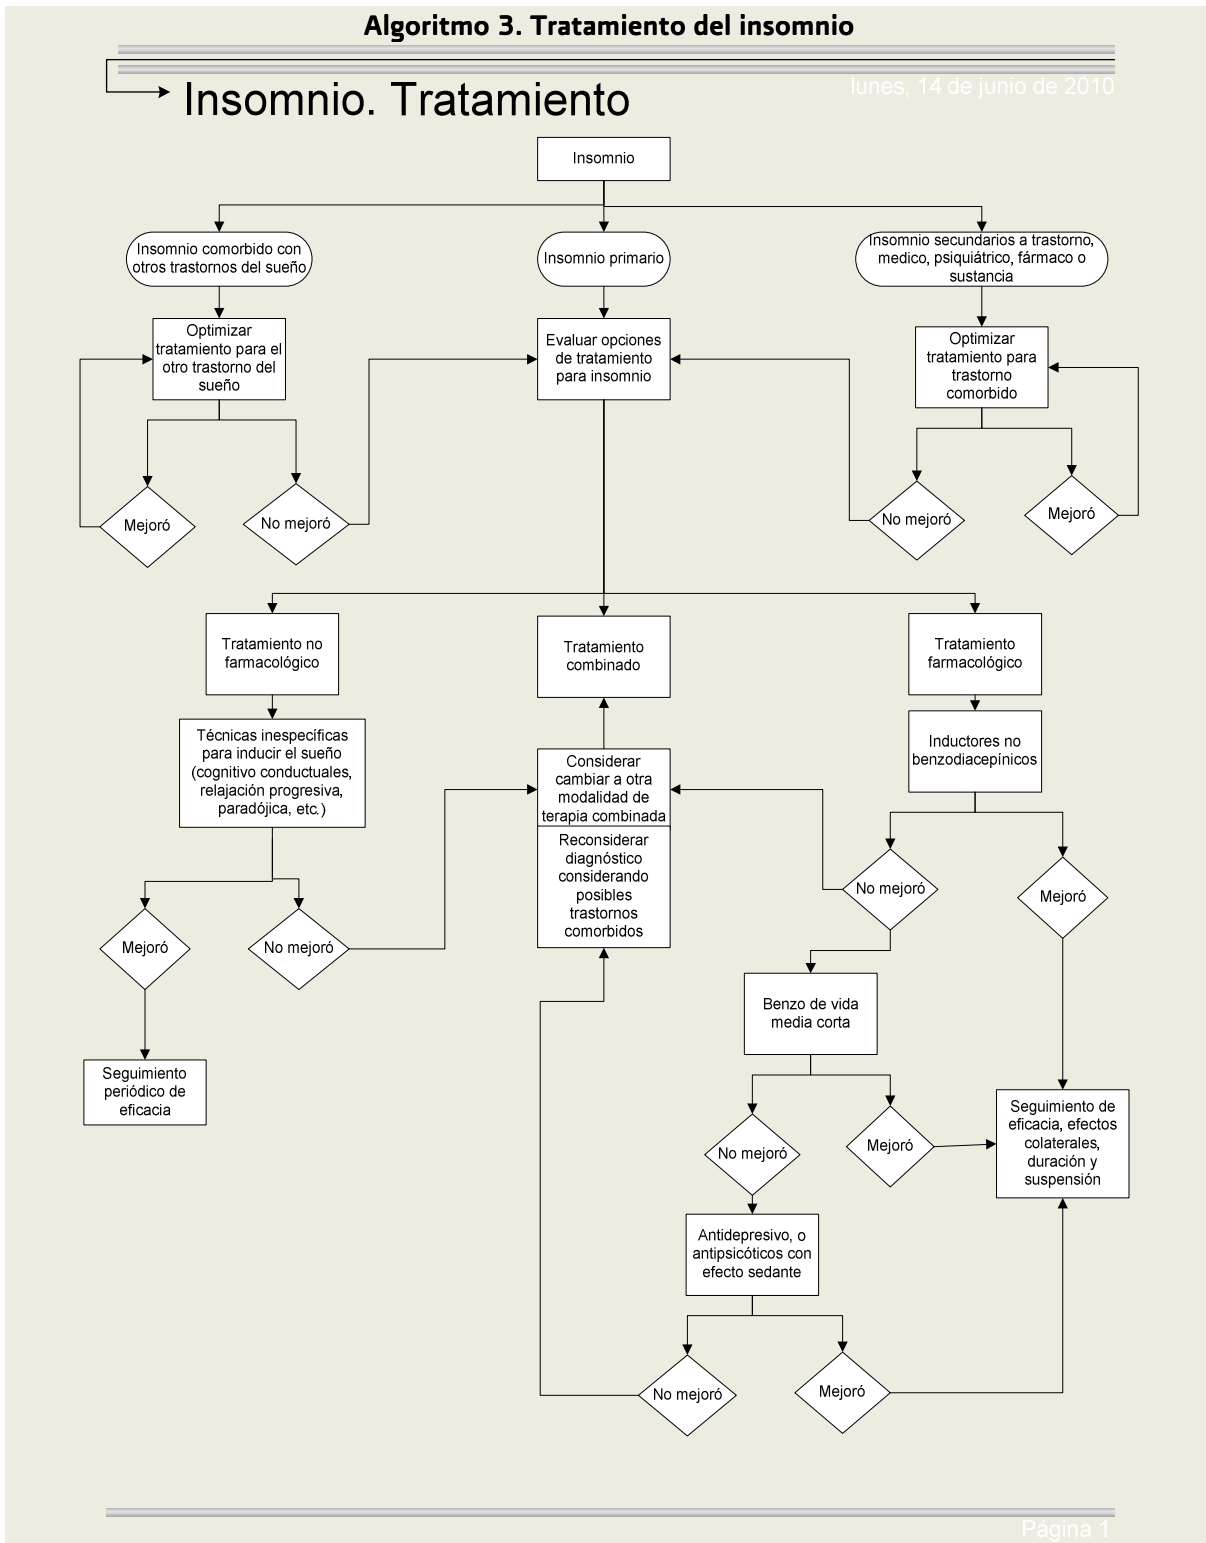 Algoritmo 3. Tratamiento del insomnio
lunes, 14 de junio de 2010
Insomnio. Tratamiento
Insomnio
Insomnio comorbido con
otros trastornos del sueño
Insomnio primario
Insomnio secundarios a trastorno,
medico, psiquiátrico, fármaco o
sustancia
Optimizar
tratamiento para el
otro trastorno del
sueño
Evaluar opciones
de tratamiento
para insomnio
Optimizar
tratamiento para
trastorno
comorbido
Mejoró
No mejoró
No mejoró
Mejoró
Tratamiento no
farmacológico
Tratamiento
combinado
Tratamiento
farmacológico
Técnicas inespecíficas
para inducir el sueño
(cognitivo conductuales,
relajación progresiva,
paradójica, etc.)
Considerar
cambiar a otra
modalidad de
terapia combinada
Reconsiderar
diagnóstico
considerando
posibles
trastornos
comorbidos
Inductores no
benzodiacepínicos
No mejoró
Mejoró
Mejoró
No mejoró
Benzo de vida
media corta
Seguimiento
periódico de
eficacia
No mejoró
Mejoró
Seguimiento de
eficacia, efectos
colaterales,
duración y
suspensión
Antidepresivo, o
antipsicóticos con
efecto sedante
No mejoró
Mejoró
Página 1